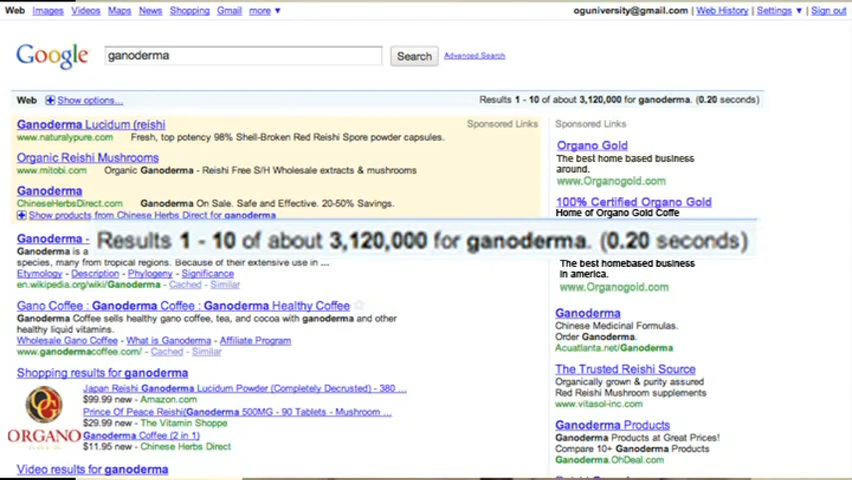 Web Images Videos Maps News Shopping Gmail more ▼
oguniversity@gmail.com | Web History | Settings ▼ | Sign out
Google
ganoderma
Search
Advanced Search
Web Show options...
Results 1 - 10 of about 3,120,000 for ganoderma. (0.20 seconds)
Sponsored Links
Ganoderma Lucidum (reishi
www.naturalypure.com Fresh, top potency 98% Shell-Broken Red Reishi Spore powder capsules.
Organic Reishi Mushrooms
www.mitobi.com Organic Ganoderma - Reishi Free S/H Wholesale extracts & mushrooms
Ganoderma
ChineseHerbsDirect.com Ganoderma On Sale. Safe and Effective. 20-50% Savings.
Show products from Chinese Herbs Direct for ganoderma
Results 1 - 10 of about 3,120,000 for ganoderma. (0.20 seconds)
Ganoderma -
Ganoderma is a
species, many from tropical regions. Because of their extensive use in ...
Etymology - Description - Phylogeny - Significance
en.wikipedia.org/wiki/Ganoderma - Cached - Similar
Gano Coffee : Ganoderma Coffee : Ganoderma Healthy Coffee
Ganoderma Coffee sells healthy gano coffee, tea, and cocoa with ganoderma and other
healthy liquid vitamins.
Wholesale Gano Coffee - What is Ganoderma - Affiliate Program
www.ganodermacoffee.com/ - Cached - Similar
Shopping results for ganoderma
Japan Reishi Ganoderma Lucidum Powder (Completely Decrusted) - 380 ...
$99.99 new - Amazon.com
Prince Of Peace Reishi(Ganoderma 500MG - 90 Tablets - Mushroom ...
$29.99 new - The Vitamin Shoppe
Ganoderma Coffee (2 in 1)
$11.95 new - Chinese Herbs Direct
ORGANO
Video results for ganoderma
Sponsored Links
Organo Gold
The best home based business
around.
www.Organogold.com
100% Certified Organo Gold
Home of Organo Gold Coffe
The best homebased business
in america.
www.Organogold.com
Ganoderma
Chinese Medicinal Formulas.
Order Ganoderma.
Acuatlanta.net/Ganoderma
The Trusted Reishi Source
Organically grown & purity assured
Red Reishi Mushroom supplements
www.vitasol-inc.com
Ganoderma Products
Ganoderma Products at Great Prices!
Compare 10+ Ganoderma Products
Ganoderma.OhDeal.com